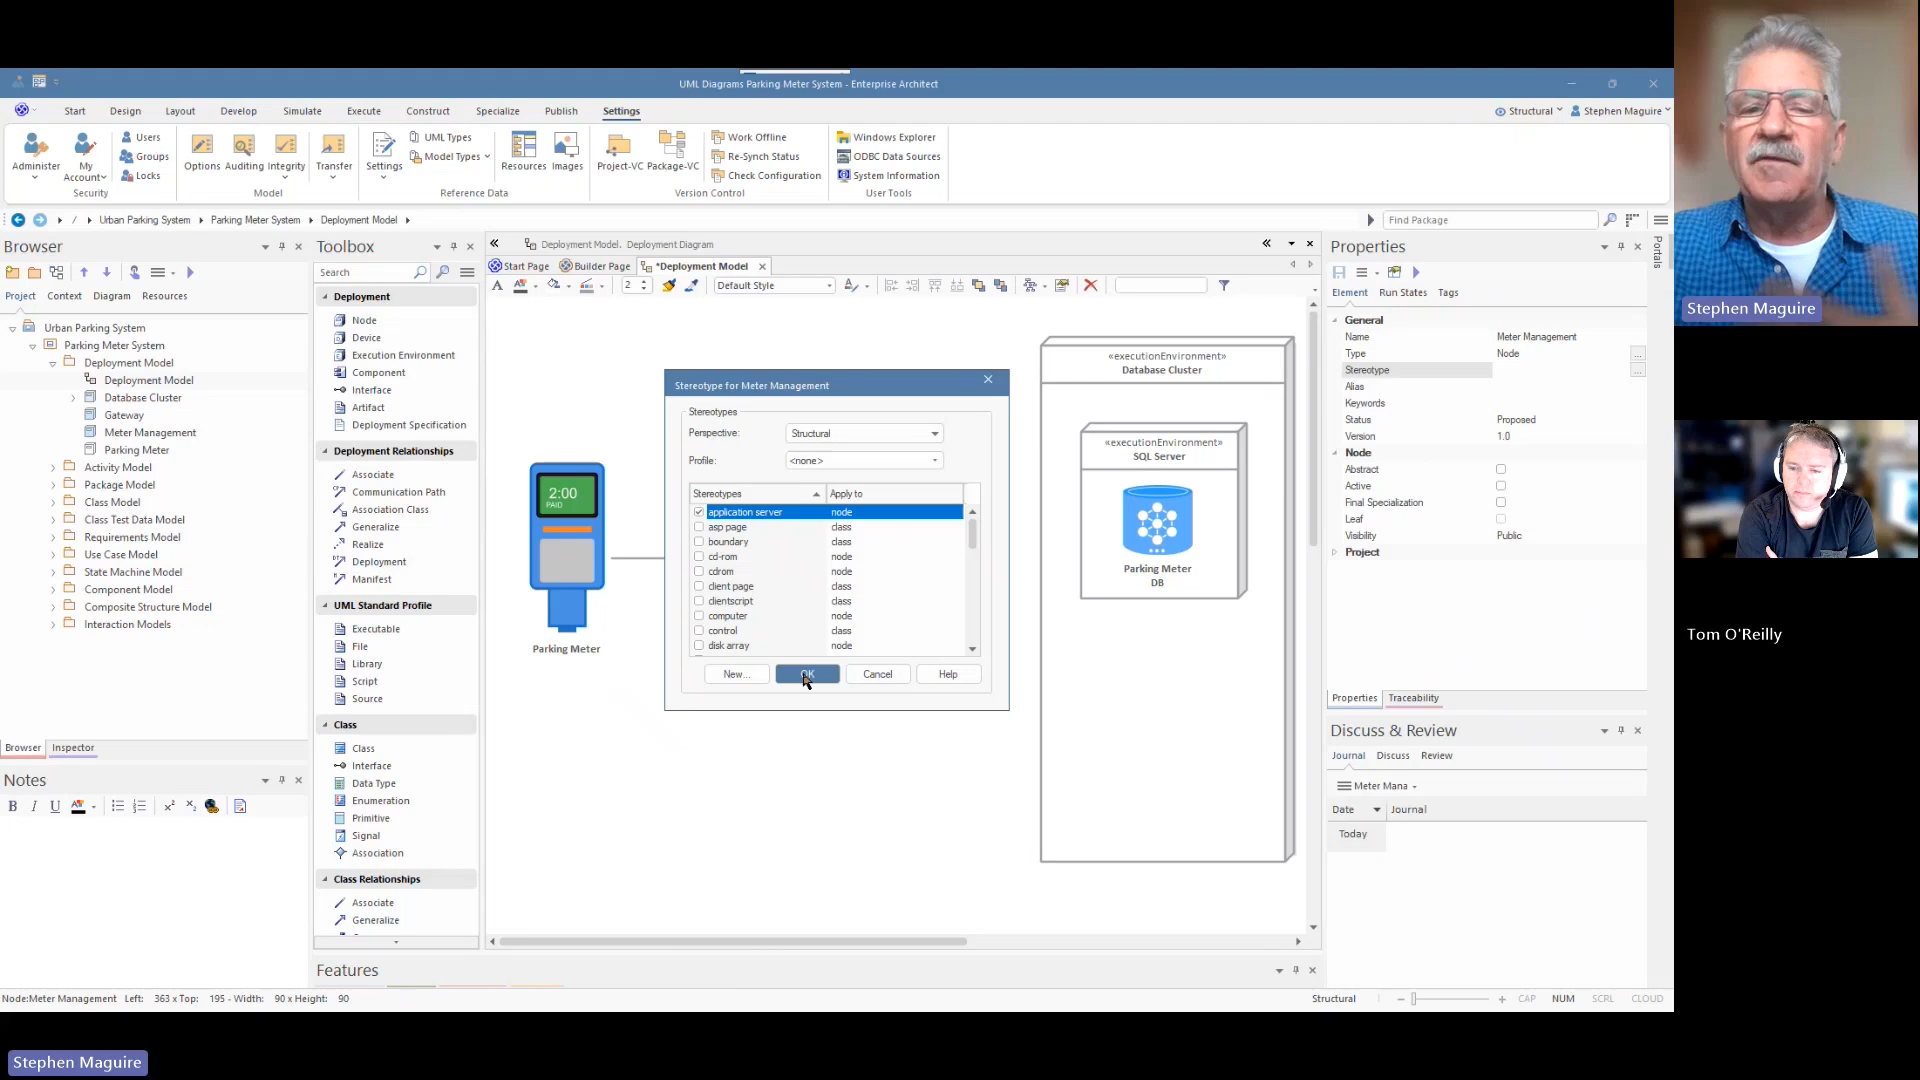 UML Diagrams Parking Meter System - Enterprise Architect
Start Design Layout Develop Simulate Execute Construct Specialize Publish Settings
Structural Stephen Maguire
Administer
My Account
Users
Groups
Locks
Security
Options Auditing Integrity
Model
Transfer
Settings
UML Types
Model Types
Resources Images
Reference Data
Project-VC Package-VC
Work Offline
Re-Synch Status
Check Configuration
Version Control
Windows Explorer
ODBC Data Sources
System Information
User Tools
/ Urban Parking System Parking Meter System Deployment Model
Find Package
Portals
Browser
Project Context Diagram Resources
Urban Parking System
Parking Meter System
Deployment Model
Deployment Model
Database Cluster
Gateway
Meter Management
Parking Meter
Activity Model
Package Model
Class Model
Class Test Data Model
Requirements Model
Use Case Model
State Machine Model
Component Model
Composite Structure Model
Interaction Models
Browser Inspector
Notes
B I U
Toolbox
Search
Deployment
Node
Device
Execution Environment
Component
Interface
Artifact
Deployment Specification
Deployment Relationships
Associate
Communication Path
Association Class
Generalize
Realize
Deployment
Manifest
UML Standard Profile
Executable
File
Library
Script
Source
Class
Class
Interface
Data Type
Enumeration
Primitive
Signal
Association
Class Relationships
Associate
Generalize
Deployment Model. Deployment Diagram
Start Page Builder Page *Deployment Model
2 Default Style
2:00
PAID
Parking Meter
Stereotype for Meter Management
Stereotypes
Perspective: Structural
Profile: <none>
Stereotypes Apply to
application server node
asp page class
boundary class
cd-rom node
cdrom node
client page class
clientscript class
computer node
control class
disk array node
New... OK Cancel Help
«executionEnvironment»
Database Cluster
«executionEnvironment»
SQL Server
Parking Meter
DB
Features
Properties
Element Run States Tags
General
Name Meter Management
Type Node
Stereotype
Alias
Keywords
Status Proposed
Version 1.0
Node
Abstract
Active
Final Specialization
Leaf
Visibility Public
Project
Properties Traceability
Discuss & Review
Journal Discuss Review
Meter Mana
Date Journal
Today
Node:Meter Management Left: 363 x Top: 195 - Width: 90 x Height: 90
Structural CAP NUM SCRL CLOUD
Stephen Maguire
Tom O'Reilly
Stephen Maguire